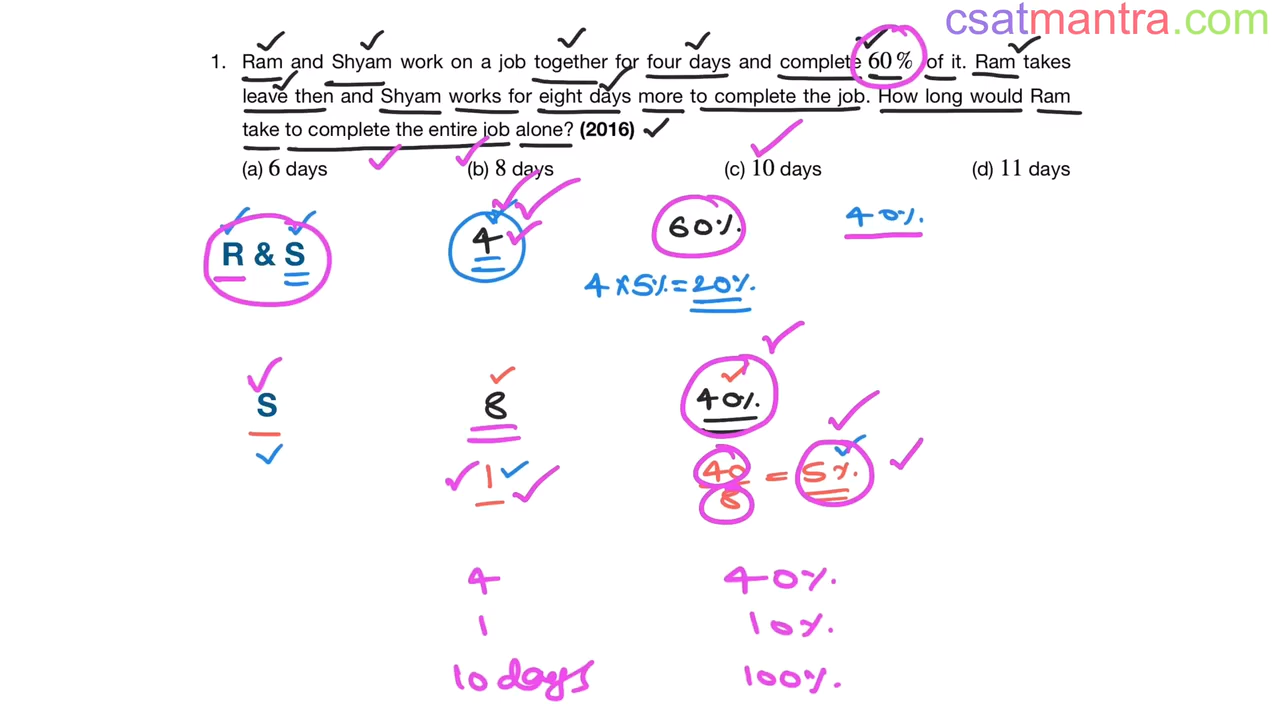 csatmantra.com
1. Ram and Shyam work on a job together for four days and complete 60 % of it. Ram takes
leave then and Shyam works for eight days more to complete the job. How long would Ram
take to complete the entire job alone? (2016)
(a) 6 days (b) 8 days (c) 10 days (d) 11 days
R & S 4 60% 40%
4 × 5% = 20%
S 8 40%
1 40/8 = 5%
4 40%
1 10%
10 days 100%